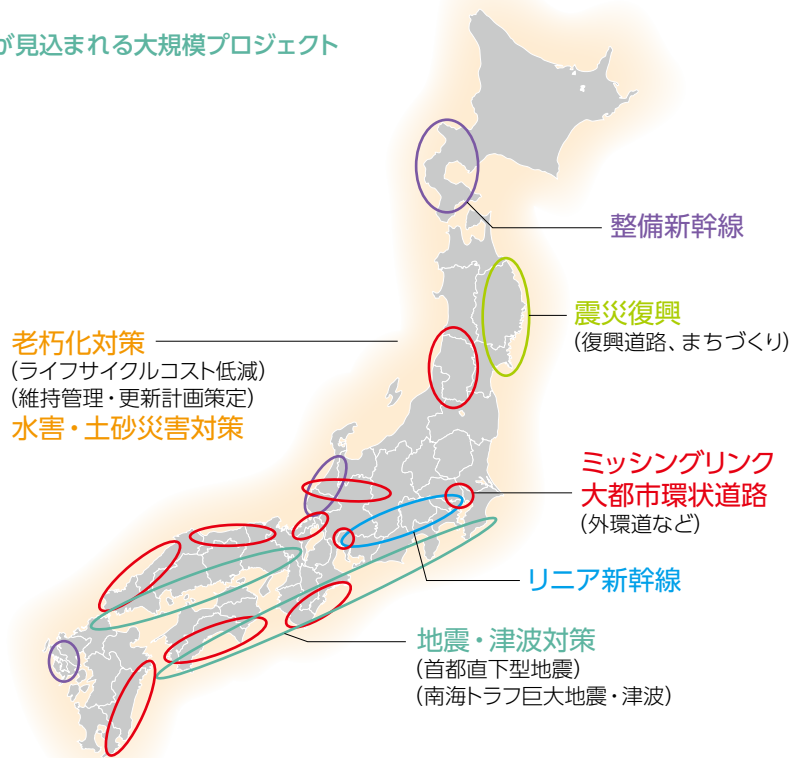 が見込まれる大規模プロジェクト
整備新幹線
震災復興
(復興道路、まちづくり)
老朽化対策
(ライフサイクルコスト低減)
(維持管理・更新計画策定)
水害・土砂災害対策
ミッシングリンク
大都市環状道路
(外環道など)
リニア新幹線
地震・津波対策
(首都直下型地震)
(南海トラフ巨大地震・津波)